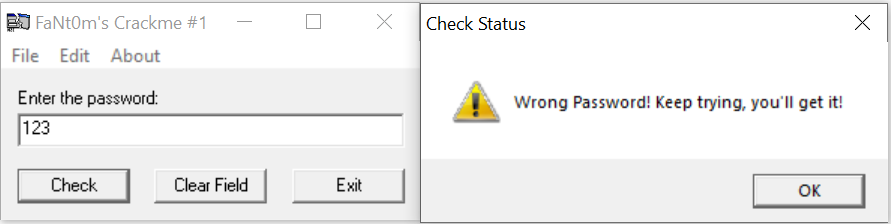 FaNt0m's Crackme #1
File Edit About
Enter the password:
123
Check Clear Field Exit
Check Status
Wrong Password! Keep trying, you'll get it!
OK